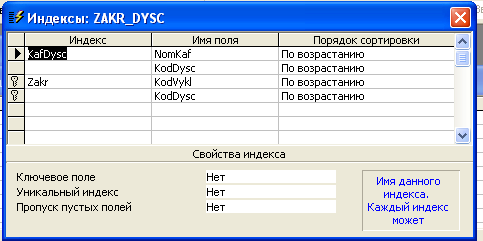 Индексы: ZAKR_DYSC
Индекс Имя поля Порядок сортировки
KafDysc NomKaf По возрастанию
KodDysc По возрастанию
Zakr KodVykl По возрастанию
KodDysc По возрастанию
Свойства индекса
Ключевое поле Нет
Уникальный индекс Нет
Пропуск пустых полей Нет
Имя данного
индекса.
Каждый индекс
может